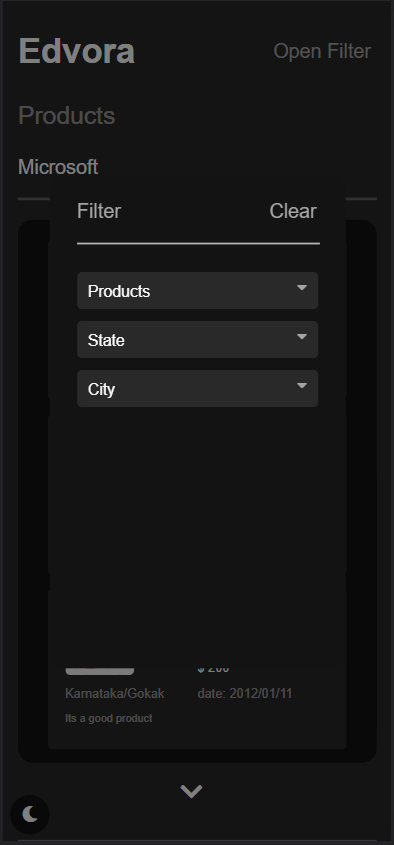 Edvora
Open Filter
Products
Microsoft
Filter
Clear
Products
State
City
$ 200
Karnataka/Gokak
date: 2012/01/11
Its a good product